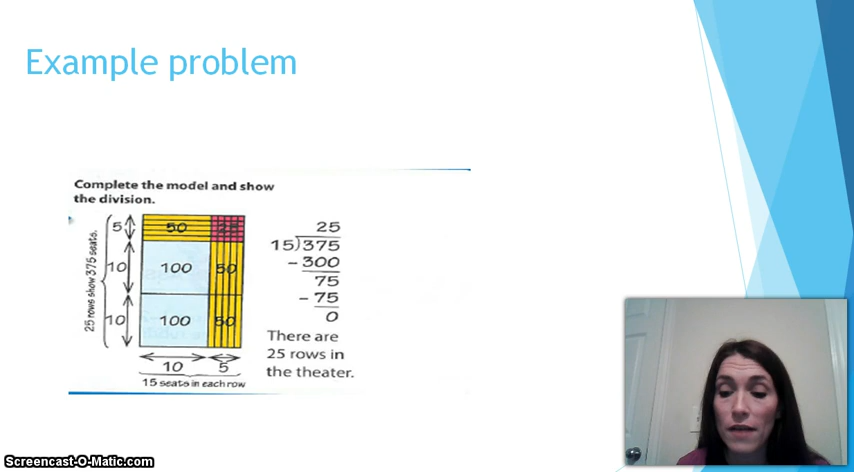 Example problem
Complete the model and show
the division.
25 rows show 375 seats.
5
50
25
10
100
50
10
100
50
10
5
15 seats in each row
25
15)375
-300
75
-75
0
There are
25 rows in
the theater.
Screencast-O-Matic.com